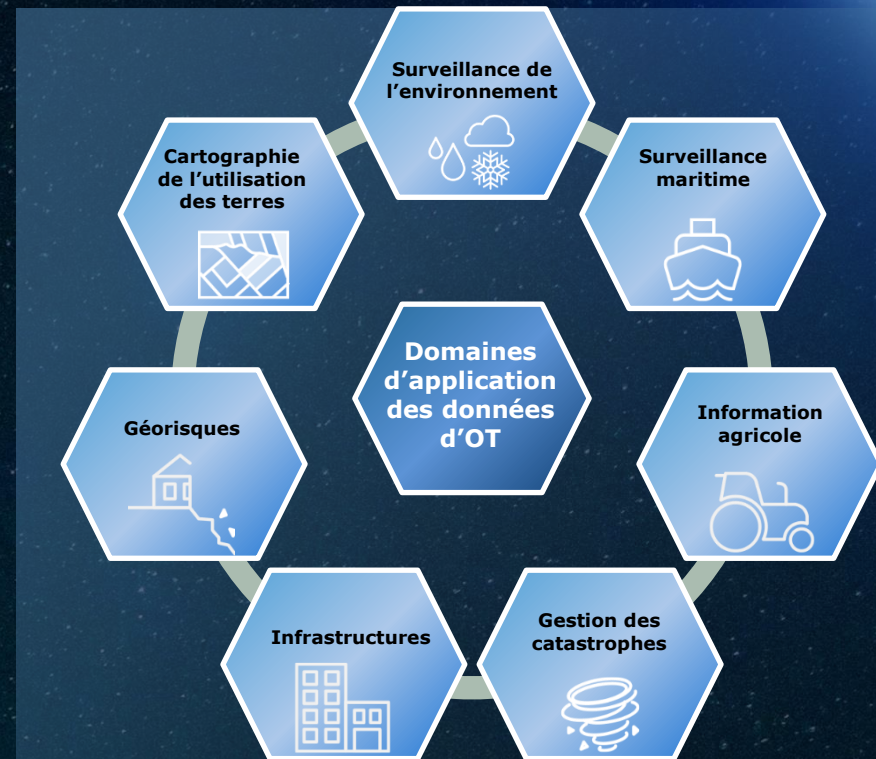 Surveillance de
l’environnement
Surveillance
maritime
Information
agricole
Gestion des
catastrophes
Infrastructures
Géorisques
Cartographie
de l’utilisation
des terres
Domaines
d’application
des données
d’OT